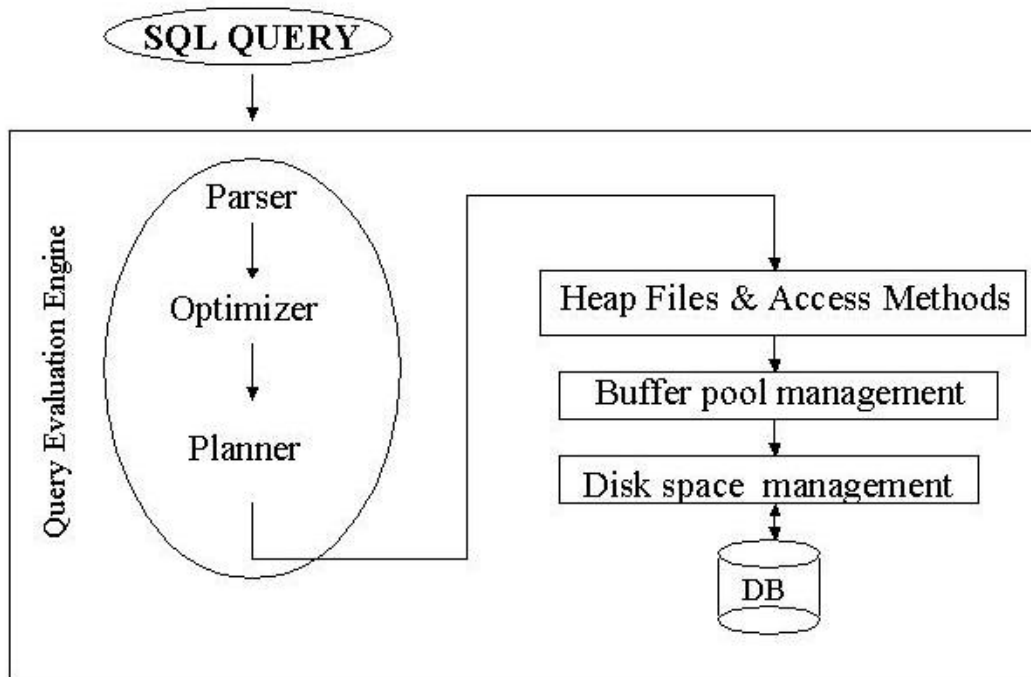 SQL QUERY
Parser
Optimizer
Planner
Query Evaluation Engine
Heap Files & Access Methods
Buffer pool management
Disk space management
DB